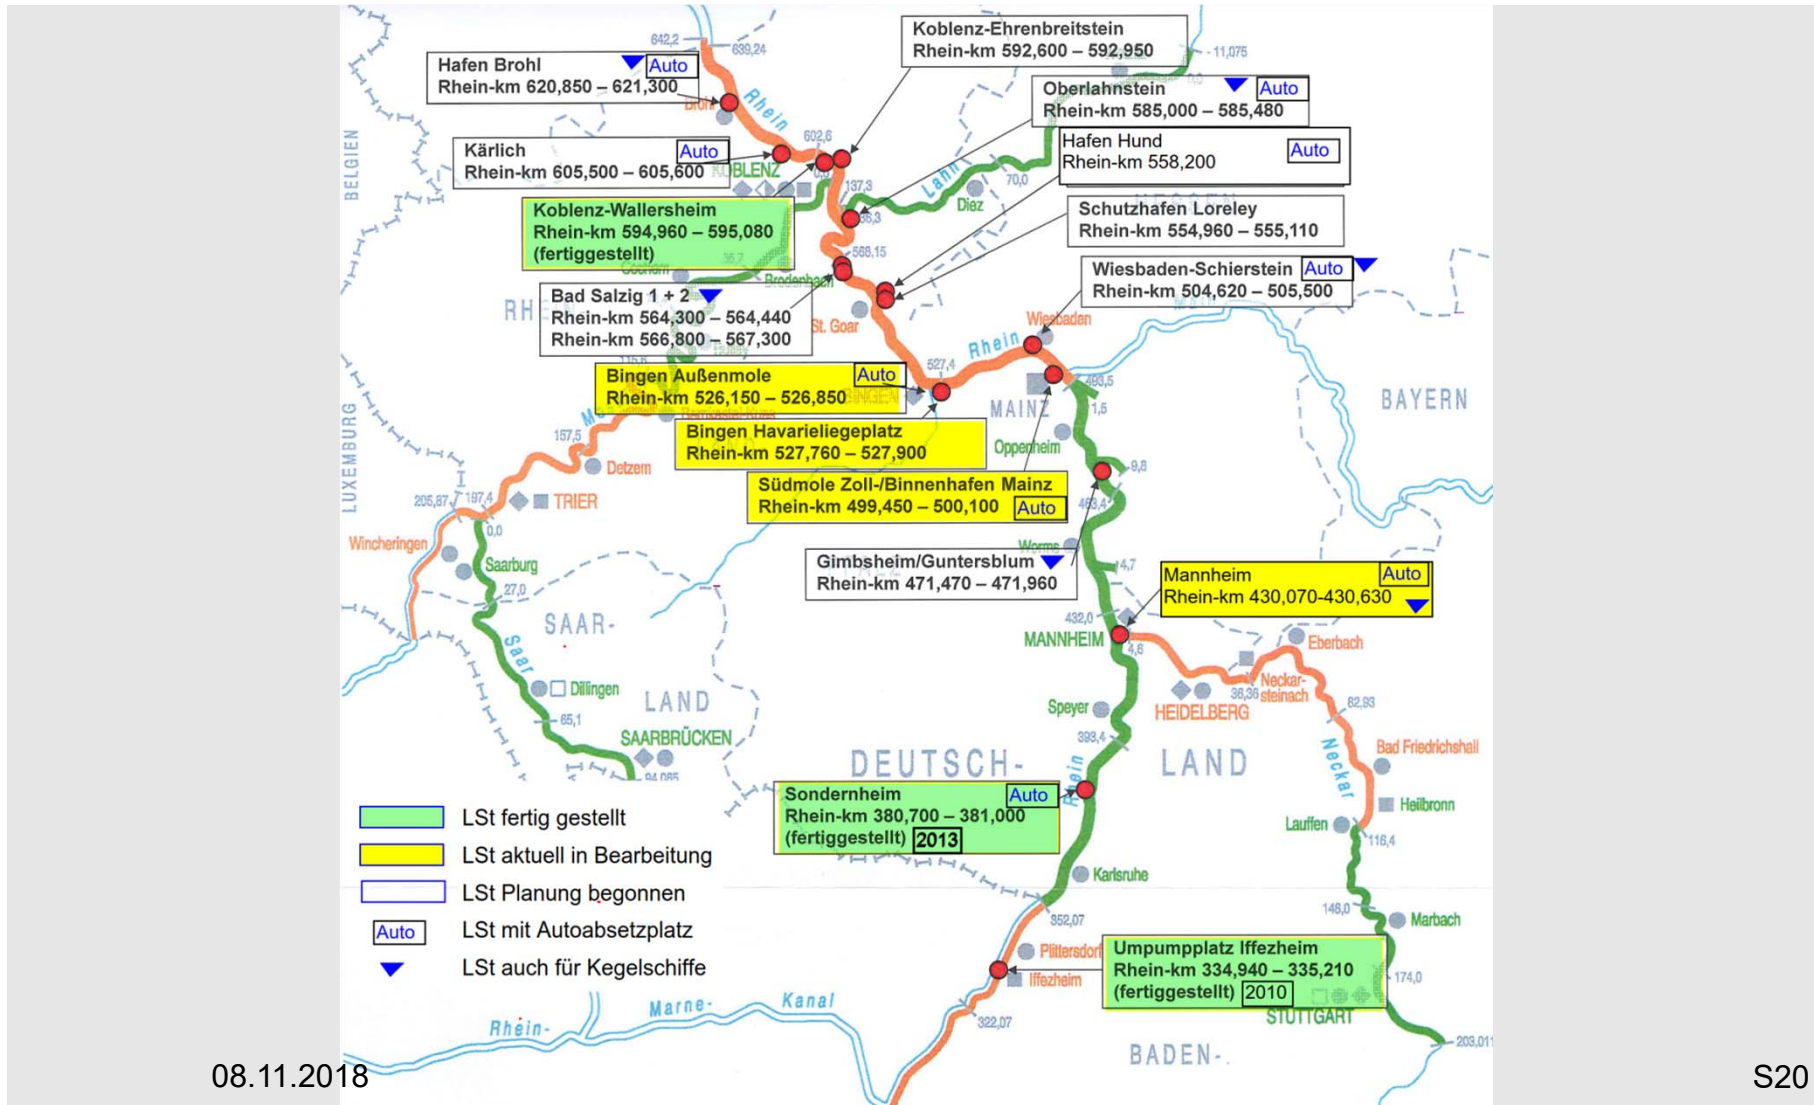 Koblenz-Ehrenbreitstein
Rhein-km 592,600 – 592,950
642,2
639,24
11,075
Hafen Brohl
Auto
Rhein-km 620,850 – 621,300
Brohl
Rhein
Oberlahnstein
Auto
Rhein-km 585,000 – 585,480
602,6
Hafen Hund
Rhein-km 558,200
Auto
Kärlich
Auto
Rhein-km 605,500 – 605,600
KOBLENZ
137,3
Lahn
70,0
Diez
BELGIEN
HESSEN
Koblenz-Wallersheim
Rhein-km 594,960 – 595,080
(fertiggestellt)
Schutzhafen Loreley
Rhein-km 554,960 – 555,110
568,15
Cochem
Brodenbach
Wiesbaden-Schierstein
Auto
Rhein-km 504,620 – 505,500
Bad Salzig 1 + 2
Rhein-km 564,300 – 564,440
Rhein-km 566,800 – 567,300
RHEIN
St. Goar
Wiesbaden
Main
Rhein
527,4
Bingen Außenmole
Auto
Rhein-km 526,150 – 526,850
BINGEN
493,5
MAINZ
1,5
BAYERN
Bingen Havarieliegeplatz
Rhein-km 527,760 – 527,900
Oppenheim
157,5
Detzem
9,8
Südmole Zoll-/Binnenhafen Mainz
Rhein-km 499,450 – 500,100
Auto
463,4
LUXEMBURG
205,87
197,4
TRIER
0,0
Wincheringen
Worms
Saarburg
Gimbsheim/Guntersblum
Rhein-km 471,470 – 471,960
4,7
Mannheim
Auto
Rhein-km 430,070-430,630
27,0
432,0
SAAR-
MANNHEIM
4,6
Eberbach
Saar
Neckar-
steinach
36,36
Dillingen
LAND
HEIDELBERG
82,93
Speyer
65,1
SAARBRÜCKEN
393,4
Neckar
Bad Friedrichshall
94,085
DEUTSCH-
LAND
Rhein
Sondernheim
Auto
Rhein-km 380,700 – 381,000
(fertiggestellt) 2013
Heilbronn
Lauffen
116,4
LSt fertig gestellt
LSt aktuell in Bearbeitung
LSt Planung begonnen
Auto
LSt mit Autoabsetzplatz
LSt auch für Kegelschiffe
Karlsruhe
352,07
146,0
Marbach
Plittersdorf
Iffezheim
Umpumpplatz Iffezheim
Rhein-km 334,940 – 335,210
(fertiggestellt) 2010
174,0
STUTTGART
322,07
Rhein-
Marne-
Kanal
203,011
BADEN-
08.11.2018
S20